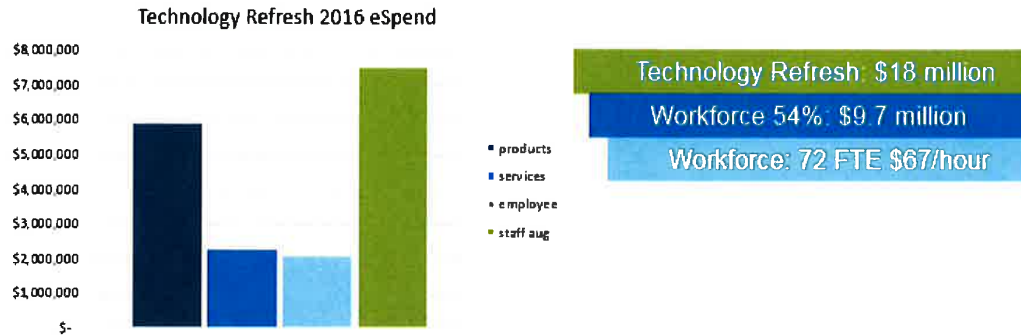 Technology Refresh 2016 eSpend
$8,000,000
$7,000,000
$6,000,000
$5,000,000
$4,000,000
$3,000,000
$2,000,000
$1,000,000
$-
products
services
employee
staff aug
Technology Refresh: $18 million
Workforce 54%: $9.7 million
Workforce: 72 FTE $67/hour